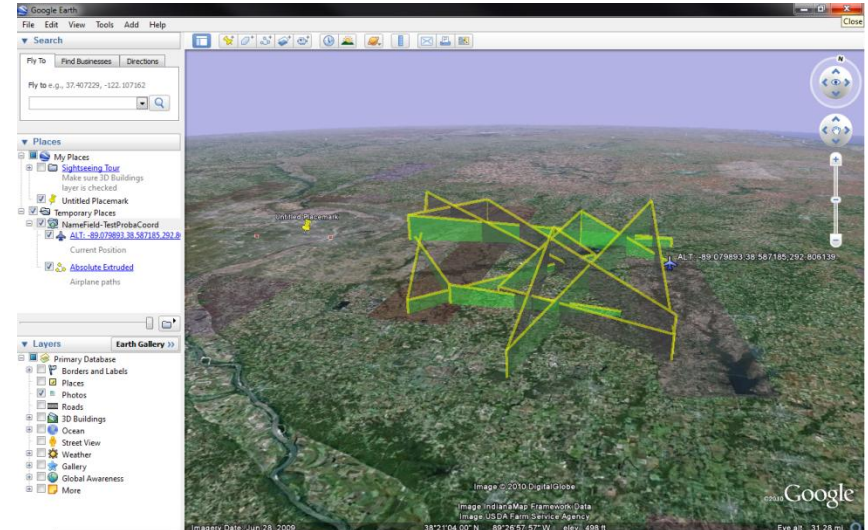 Google Earth
Close
File Edit View Tools Add Help
Search
Fly To Find Businesses Directions
Fly to e.g., 37.407229, -122.107162
Places
My Places
Sightseeing Tour
Make sure 3D Buildings
layer is checked
Untitled Placemark
Temporary Places
NameField-TestProbaCoord
ALT: -89.079893,38.587185,292.8
Current Position
Absolute Extruded
Airplane paths
Layers Earth Gallery »
Primary Database
Borders and Labels
Places
Photos
Roads
3D Buildings
Ocean
Street View
Weather
Gallery
Global Awareness
More
N
Untitled Placemark
ALT: -89.079893,38.587185,292.806139
Image © 2010 DigitalGlobe
Image IndianaMap Framework Data
Image USDA Farm Service Agency
©2010 Google
Imagery Date: Jun 28, 2009 38°21'04.00" N 89°26'57.57" W elev 498 ft Eye alt 31.28 mi